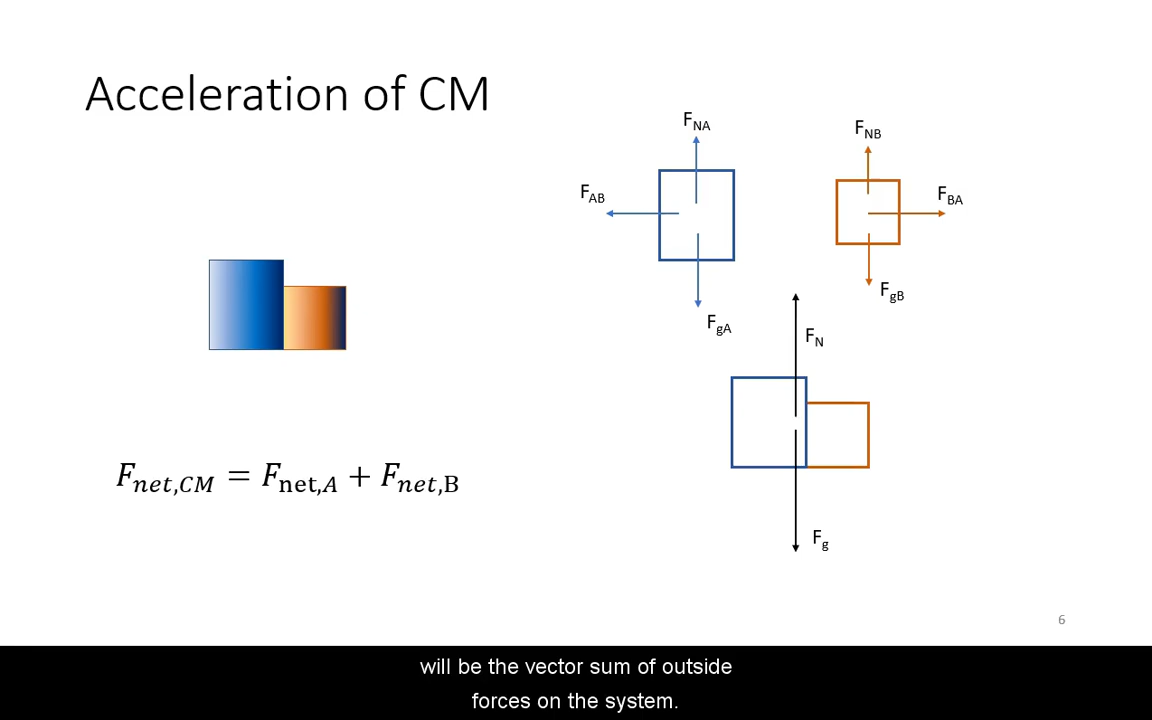 Acceleration of CM
F_NA
F_NB
F_AB
F_BA
F_gA
F_gB
F_N
F_net,CM = F_net,A + F_net,B
F_g
6
will be the vector sum of outside
forces on the system.